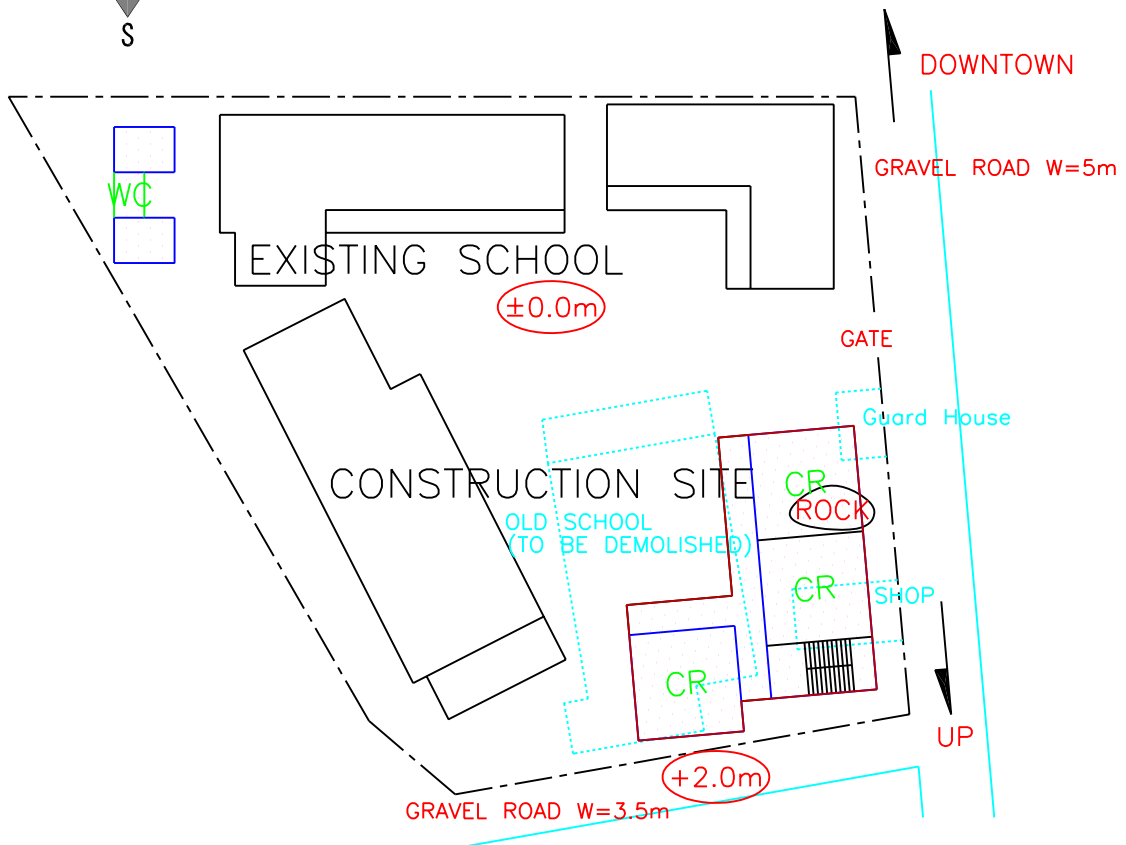 S
DOWNTOWN
GRAVEL ROAD W=5m
WC
EXISTING SCHOOL
±0.0m
GATE
Guard House
CONSTRUCTION SITE
CR
ROCK
OLD SCHOOL
(TO BE DEMOLISHED)
CR
SHOP
CR
UP
+2.0m
GRAVEL ROAD W=3.5m